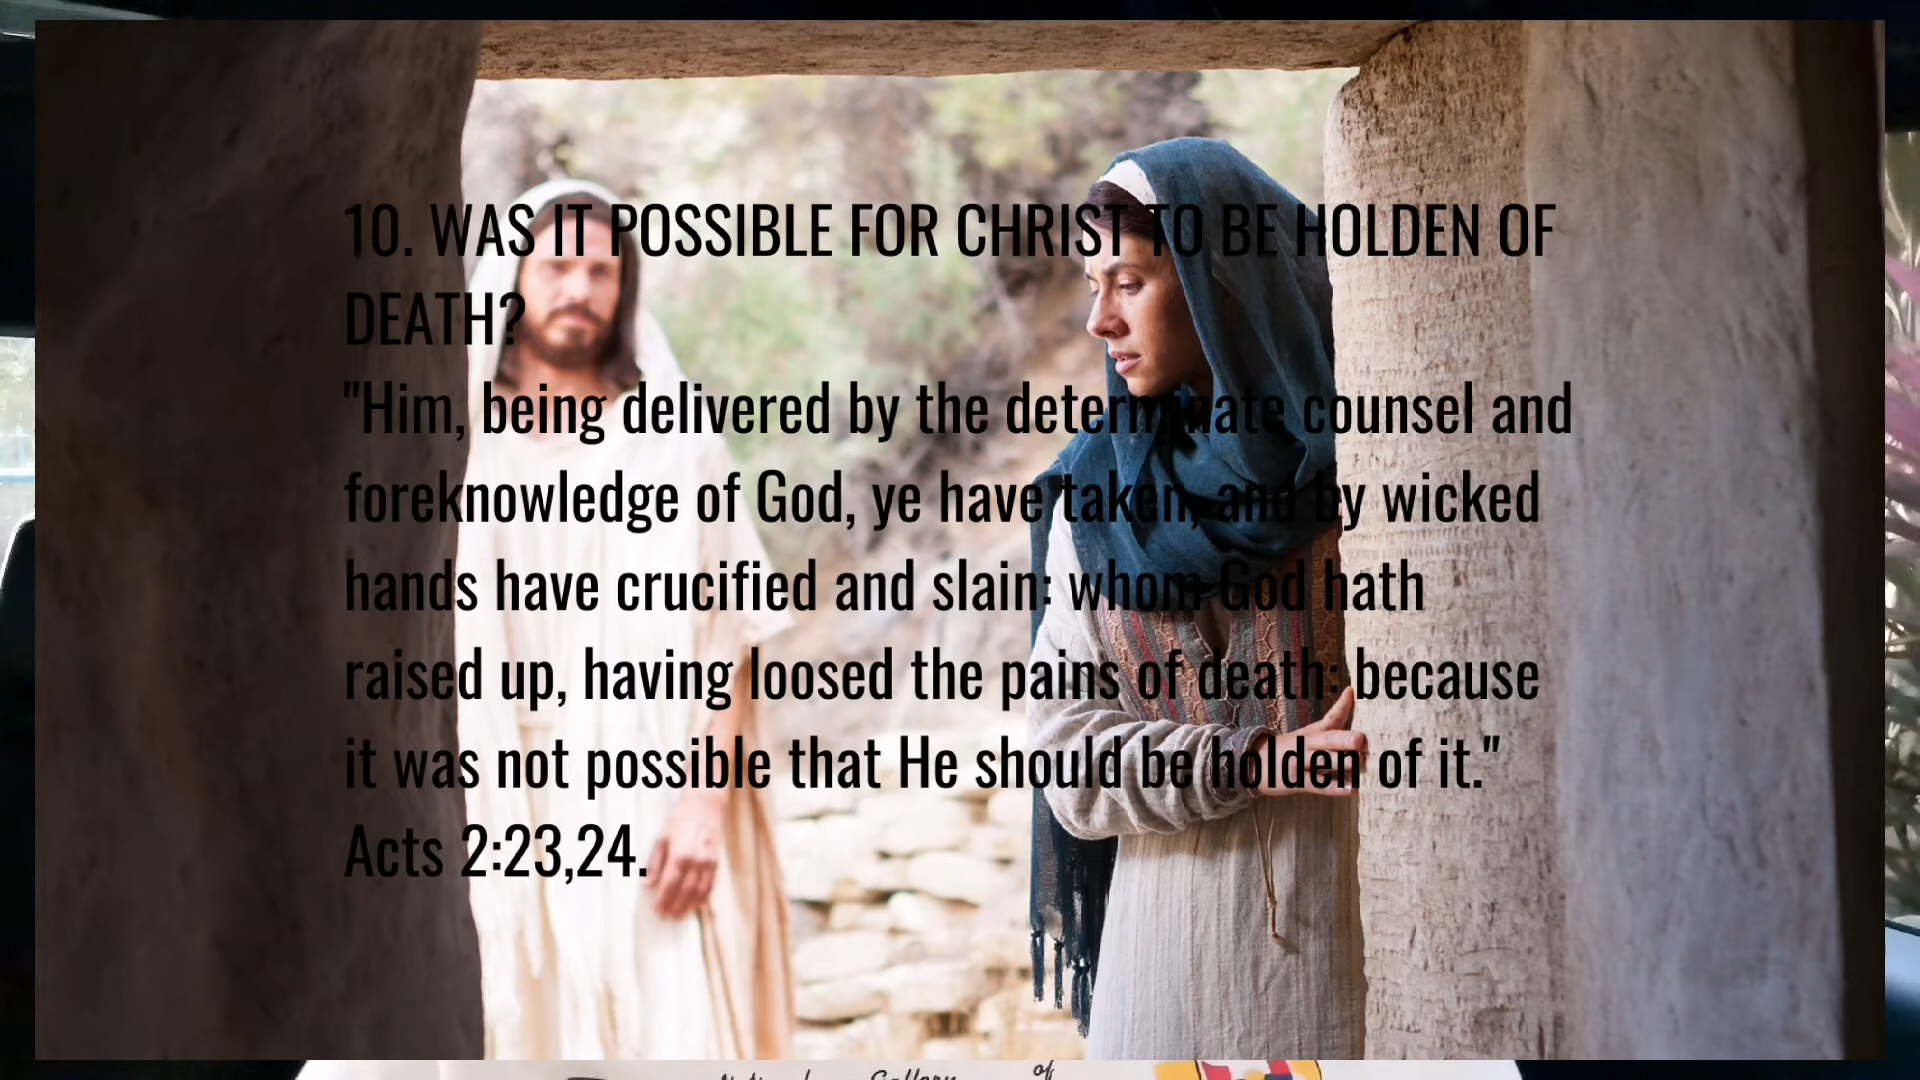 10. WAS IT POSSIBLE FOR CHRIST TO BE HOLDEN OF
DEATH?
"Him, being delivered by the determinate counsel and
foreknowledge of God, ye have taken, and by wicked
hands have crucified and slain: whom God hath
raised up, having loosed the pains of death: because
it was not possible that He should be holden of it."
Acts 2:23,24.
Gallery of